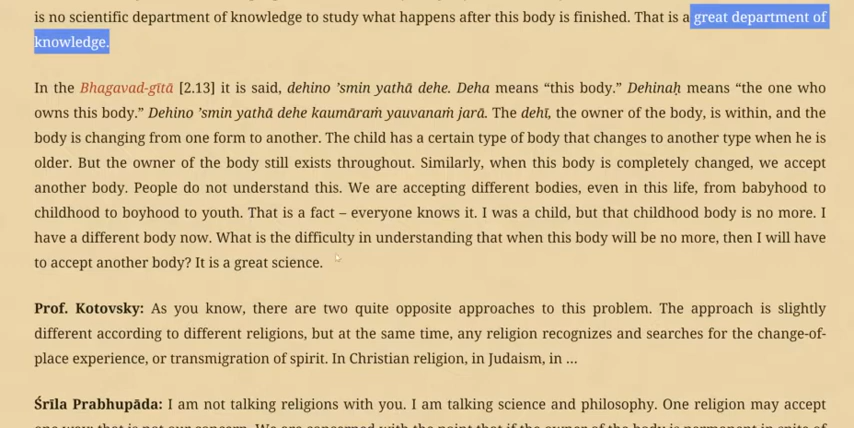 is no scientific department of knowledge to study what happens after this body is finished. That is a great department of
knowledge.
In the Bhagavad-gītā [2.13] it is said, dehino ’smin yathā dehe. Deha means “this body.” Dehinaḥ means “the one who
owns this body.” Dehino ’smin yathā dehe kaumāraṁ yauvanaṁ jarā. The dehī, the owner of the body, is within, and the
body is changing from one form to another. The child has a certain type of body that changes to another type when he is
older. But the owner of the body still exists throughout. Similarly, when this body is completely changed, we accept
another body. People do not understand this. We are accepting different bodies, even in this life, from babyhood to
childhood to boyhood to youth. That is a fact – everyone knows it. I was a child, but that childhood body is no more. I
have a different body now. What is the difficulty in understanding that when this body will be no more, then I will have
to accept another body? It is a great science.
Prof. Kotovsky: As you know, there are two quite opposite approaches to this problem. The approach is slightly
different according to different religions, but at the same time, any religion recognizes and searches for the change-of-
place experience, or transmigration of spirit. In Christian religion, in Judaism, in ...
Śrīla Prabhupāda: I am not talking religions with you. I am talking science and philosophy. One religion may accept